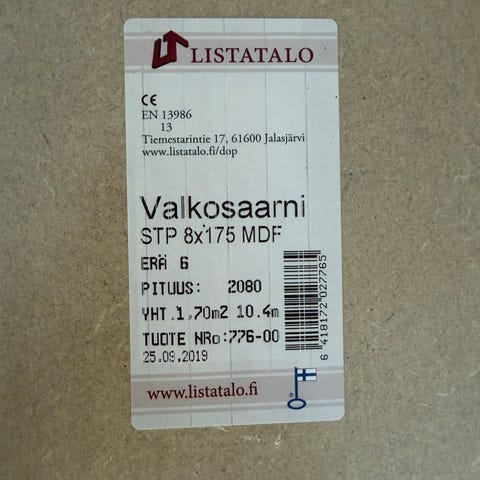 LISTATALO
CE
EN 13986
13
Tiemestarintie 17, 61600 Jalasjärvi
www.listatalo.fi/dop
Valkosaarni
STP 8x175 MDF
ERÄ 6
PITUUS: 2080
YHT.1,70m2 10.4m
TUOTE NRo:776-00
25.09.2019
6 418172 027765
www.listatalo.fi